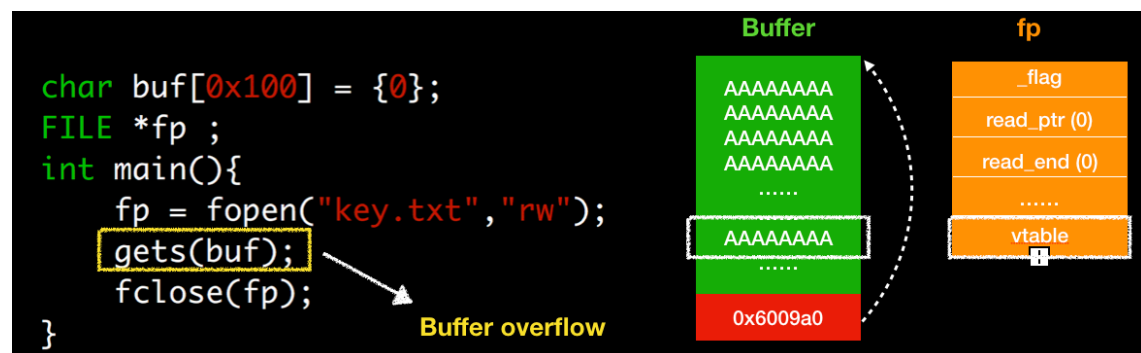 char buf[0x100] = {0};
FILE *fp ;
int main(){
fp = fopen("key.txt","rw");
gets(buf);
fclose(fp);
}
Buffer overflow
Buffer
AAAAAAAA
AAAAAAAA
AAAAAAAA
AAAAAAAA
......
AAAAAAAA
......
0x6009a0
fp
_flag
read_ptr (0)
read_end (0)
......
vtable